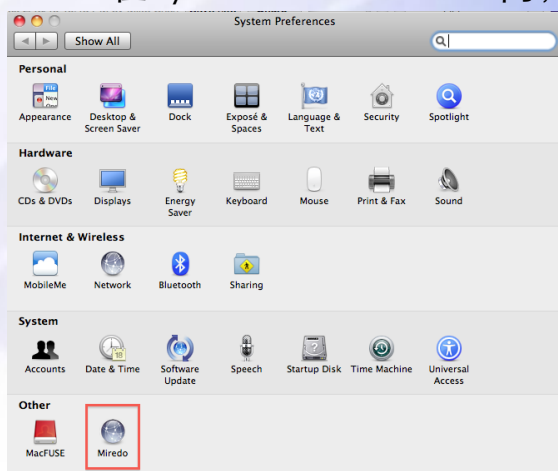 System Preferences
Show All
Personal
Appearance
Desktop &
Screen Saver
Dock
Exposé &
Spaces
Language &
Text
Security
Spotlight
Hardware
CDs & DVDs
Displays
Energy
Saver
Keyboard
Mouse
Print & Fax
Sound
Internet & Wireless
MobileMe
Network
Bluetooth
Sharing
System
Accounts
Date & Time
Software
Update
Speech
Startup Disk
Time Machine
Universal
Access
Other
MacFUSE
Miredo